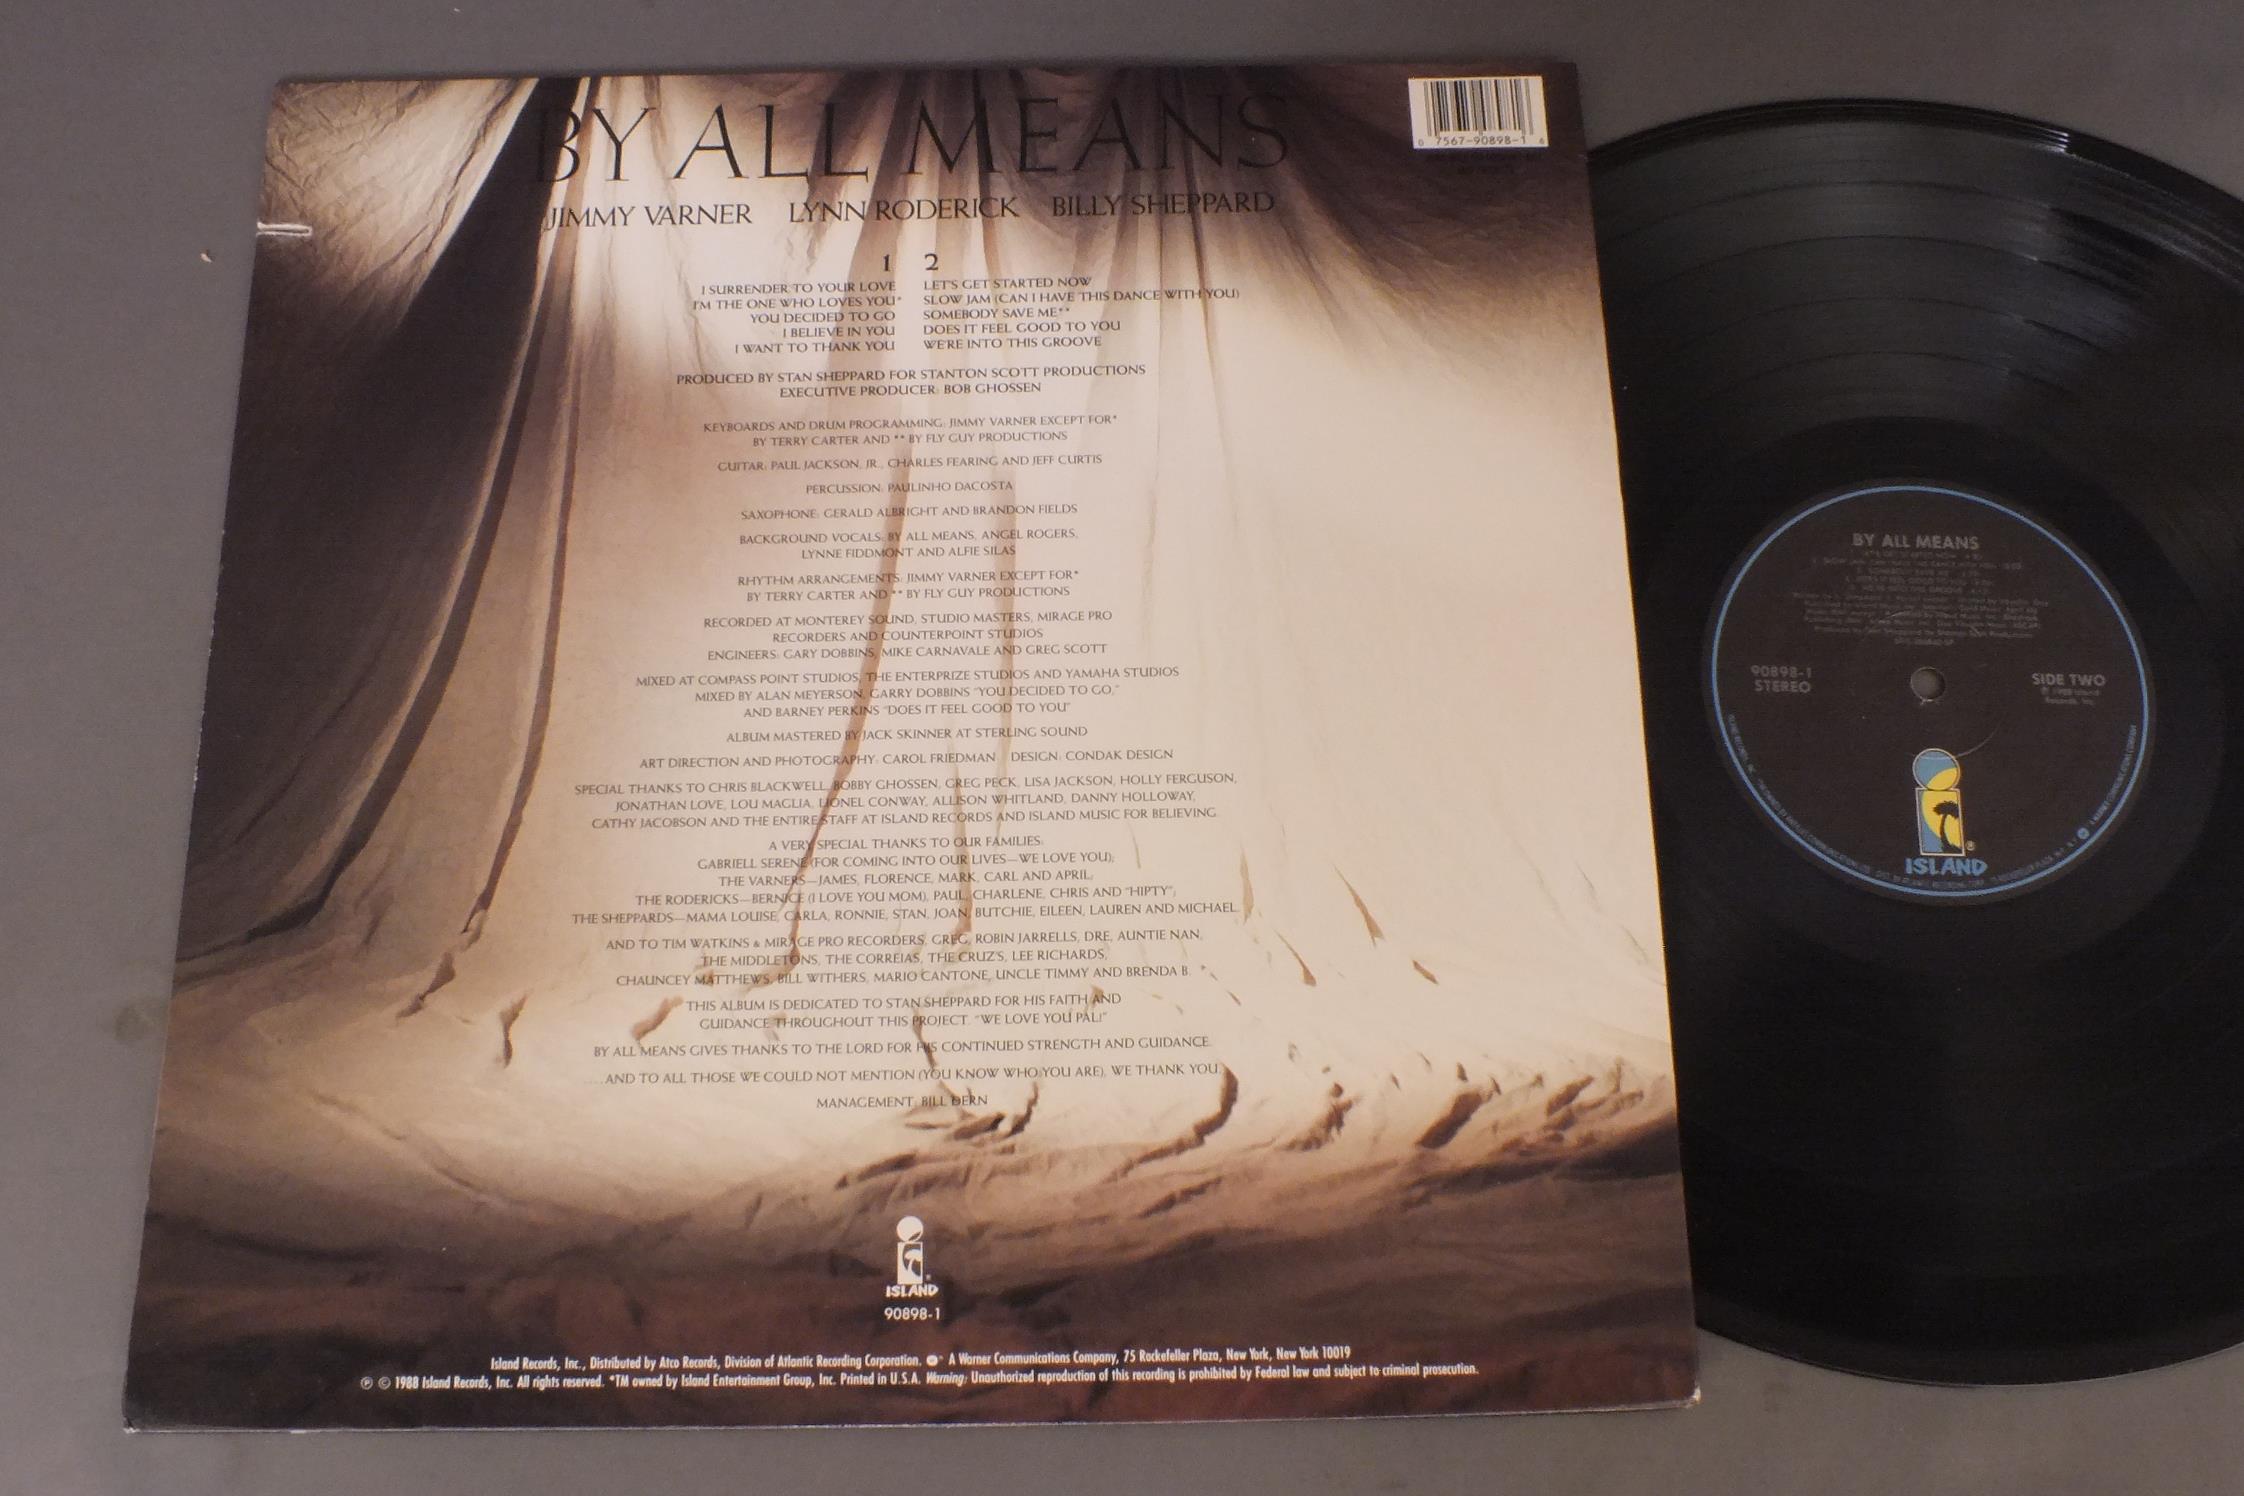 BY ALL MEANS
JIMMY VARNER LYNN RODERICK BILLY SHEPPARD
0 7567-90898-1 6
1
I SURRENDER TO YOUR LOVE
I'M THE ONE WHO LOVES YOU*
YOU DECIDED TO GO
I BELIEVE IN YOU
I WANT TO THANK YOU
2
LET'S GET STARTED NOW
SLOW JAM (CAN I HAVE THIS DANCE WITH YOU)
SOMEBODY SAVE ME**
DOES IT FEEL GOOD TO YOU
WE'RE INTO THIS GROOVE
PRODUCED BY STAN SHEPPARD FOR STANTON SCOTT PRODUCTIONS
EXECUTIVE PRODUCER: BOB GHOSSEN
KEYBOARDS AND DRUM PROGRAMMING: JIMMY VARNER EXCEPT FOR*
BY TERRY CARTER AND ** BY FLY GUY PRODUCTIONS
GUITAR: PAUL JACKSON, JR., CHARLES FEARING AND JEFF CURTIS
PERCUSSION: PAULINHO DACOSTA
SAXOPHONE: GERALD ALBRIGHT AND BRANDON FIELDS
BACKGROUND VOCALS: BY ALL MEANS, ANGEL ROGERS,
LYNNE FIDDMONT AND ALFIE SILAS
RHYTHM ARRANGEMENTS: JIMMY VARNER EXCEPT FOR*
BY TERRY CARTER AND ** BY FLY GUY PRODUCTIONS
RECORDED AT MONTEREY SOUND, STUDIO MASTERS, MIRAGE PRO
RECORDERS AND COUNTERPOINT STUDIOS
ENGINEERS: GARY DOBBINS, MIKE CARNAVALE AND GREG SCOTT
MIXED AT COMPASS POINT STUDIOS, THE ENTERPRIZE STUDIOS AND YAMAHA STUDIOS
MIXED BY ALAN MEYERSON, GARRY DOBBINS "YOU DECIDED TO GO,"
AND BARNEY PERKINS "DOES IT FEEL GOOD TO YOU"
ALBUM MASTERED BY JACK SKINNER AT STERLING SOUND
ART DIRECTION AND PHOTOGRAPHY: CAROL FRIEDMAN DESIGN: CONDAK DESIGN
SPECIAL THANKS TO CHRIS BLACKWELL, BOBBY GHOSSEN, GREG PECK, LISA JACKSON, HOLLY FERGUSON,
JONATHAN LOVE, LOU MAGLIA, LIONEL CONWAY, ALLISON WHITLAND, DANNY HOLLOWAY,
CATHY JACOBSON AND THE ENTIRE STAFF AT ISLAND RECORDS AND ISLAND MUSIC FOR BELIEVING.
A VERY SPECIAL THANKS TO OUR FAMILIES:
GABRIELL SERENE (FOR COMING INTO OUR LIVES—WE LOVE YOU);
THE VARNERS—JAMES, FLORENCE, MARK, CARL AND APRIL;
THE RODERICKS—BERNICE (I LOVE YOU MOM), PAUL, CHARLENE, CHRIS AND "HIPTY";
THE SHEPPARDS—MAMA LOUISE, CARLA, RONNIE, STAN, JOAN, BUTCHIE, EILEEN, LAUREN AND MICHAEL.
AND TO TIM WATKINS & MIRAGE PRO RECORDERS, GREG, ROBIN JARRELLS, DRE, AUNTIE NAN,
THE MIDDLETONS, THE CORREIAS, THE CRUZ'S, LEE RICHARDS,
CHAUNCEY MATTHEWS, BILL WITHERS, MARIO CANTONE, UNCLE TIMMY AND BRENDA B.
THIS ALBUM IS DEDICATED TO STAN SHEPPARD FOR HIS FAITH AND
GUIDANCE THROUGHOUT THIS PROJECT. "WE LOVE YOU PAL!"
BY ALL MEANS GIVES THANKS TO THE LORD FOR HIS CONTINUED STRENGTH AND GUIDANCE.
....AND TO ALL THOSE WE COULD NOT MENTION (YOU KNOW WHO YOU ARE), WE THANK YOU.
MANAGEMENT: BILL DERN
ISLAND ®
90898-1
Island Records, Inc., Distributed by Atco Records, Division of Atlantic Recording Corporation. A Warner Communications Company, 75 Rockefeller Plaza, New York, New York 10019
℗ © 1988 Island Records, Inc. All rights reserved. *TM owned by Island Entertainment Group, Inc. Printed in U.S.A. Warning: Unauthorized reproduction of this recording is prohibited by Federal law and subject to criminal prosecution.
BY ALL MEANS
90898-1
STEREO
SIDE TWO
℗ 1988 Island
Records, Inc.
ISLAND ®